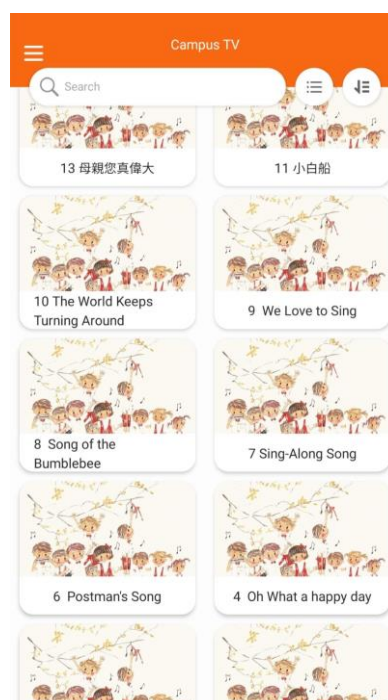 Campus TV
Search
13 母親您真偉大
11 小白船
10 The World Keeps
Turning Around
9 We Love to Sing
8 Song of the
Bumblebee
7 Sing-Along Song
6 Postman's Song
4 Oh What a happy day